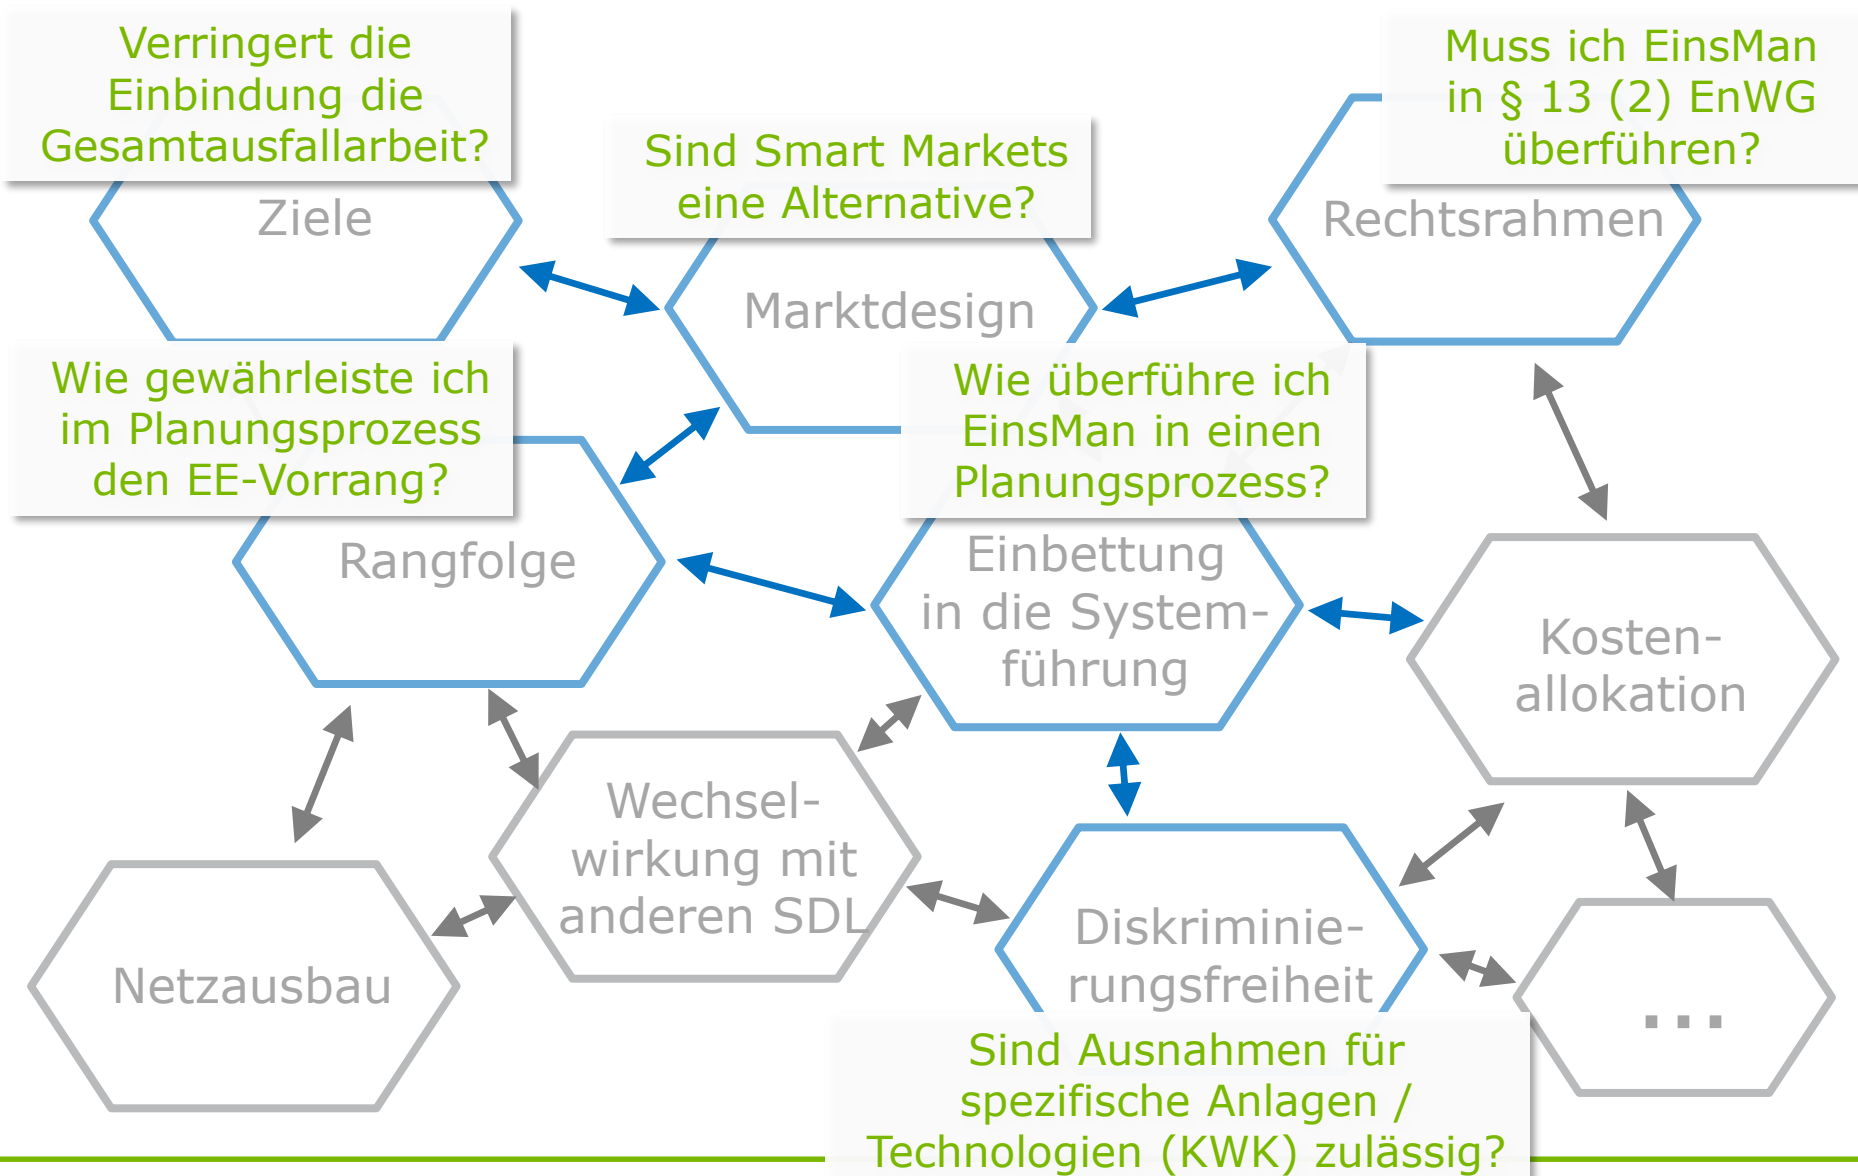 Verringert die
Einbindung die
Gesamtausfallarbeit?
Ziele
Sind Smart Markets
eine Alternative?
Marktdesign
Muss ich EinsMan
in § 13 (2) EnWG
überführen?
Rechtsrahmen
Wie gewährleiste ich
im Planungsprozess
den EE-Vorrang?
Rangfolge
Wie überführe ich
EinsMan in einen
Planungsprozess?
Einbettung
in die System-
führung
Kosten-
allokation
Wechsel-
wirkung mit
anderen SDL
Netzausbau
Diskriminie-
rungsfreiheit
...
Sind Ausnahmen für
spezifische Anlagen /
Technologien (KWK) zulässig?